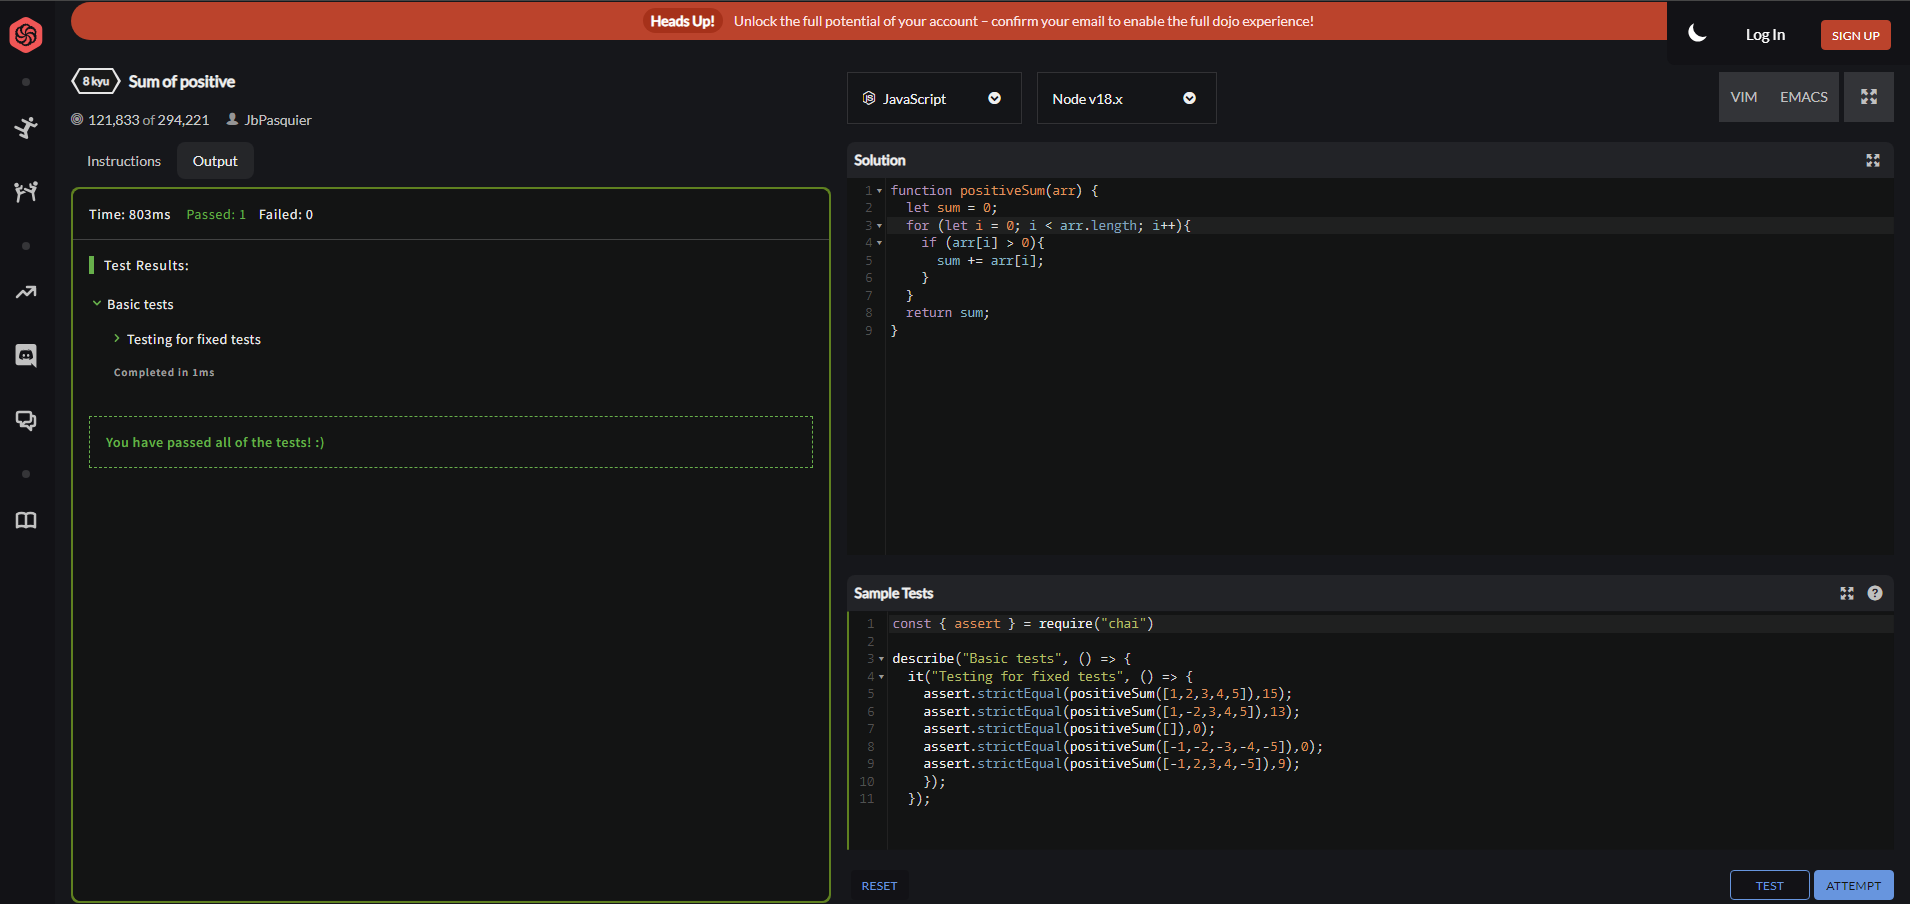 Heads Up! Unlock the full potential of your account – confirm your email to enable the full dojo experience!
Log In
SIGN UP
8 kyu Sum of positive
121,833 of 294,221 JbPasquier
Instructions Output
Time: 803ms Passed: 1 Failed: 0
Test Results:
Basic tests
Testing for fixed tests
Completed in 1ms
You have passed all of the tests! :)
JavaScript
Node v18.x
VIM EMACS
Solution
1 function positiveSum(arr) {
2 let sum = 0;
3 for (let i = 0; i < arr.length; i++){
4 if (arr[i] > 0){
5 sum += arr[i];
6 }
7 }
8 return sum;
9 }
Sample Tests
1 const { assert } = require("chai")
2
3 describe("Basic tests", () => {
4 it("Testing for fixed tests", () => {
5 assert.strictEqual(positiveSum([1,2,3,4,5]),15);
6 assert.strictEqual(positiveSum([1,-2,3,4,5]),13);
7 assert.strictEqual(positiveSum([]),0);
8 assert.strictEqual(positiveSum([-1,-2,-3,-4,-5]),0);
9 assert.strictEqual(positiveSum([-1,2,3,4,-5]),9);
10 });
11 });
RESET
TEST
ATTEMPT